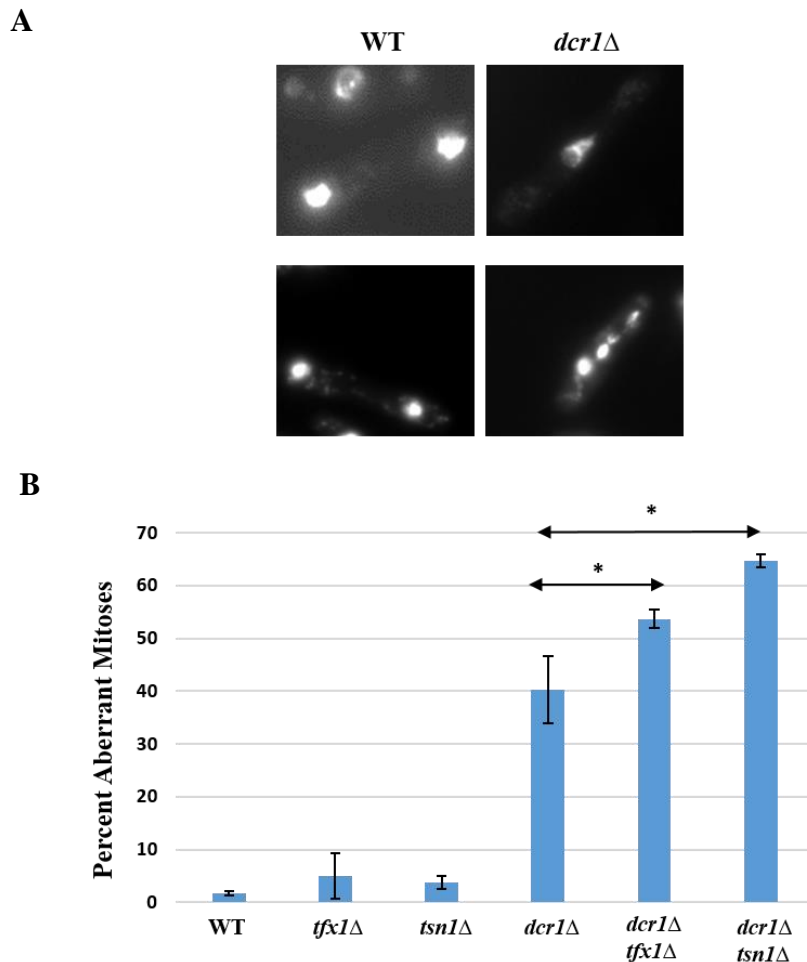 A
WT dcr1Δ
B
Percent Aberrant Mitoses
70
60
50
40
30
20
10
0
*
*
WT tfx1Δ tsn1Δ dcr1Δ dcr1Δ dcr1Δ
tfx1Δ tsn1Δ